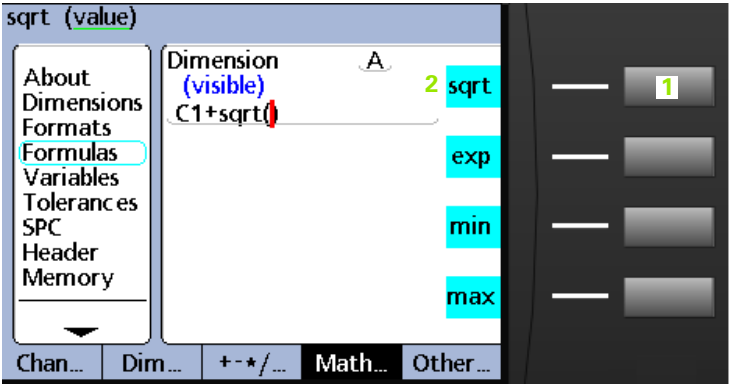 sqrt (value)
About
Dimensions
Formats
Formulas
Variables
Tolerances
SPC
Header
Memory
Dimension A
(visible)
C1+sqrt()
2 sqrt
1
exp
min
max
Chan... Dim... +-*/... Math... Other...